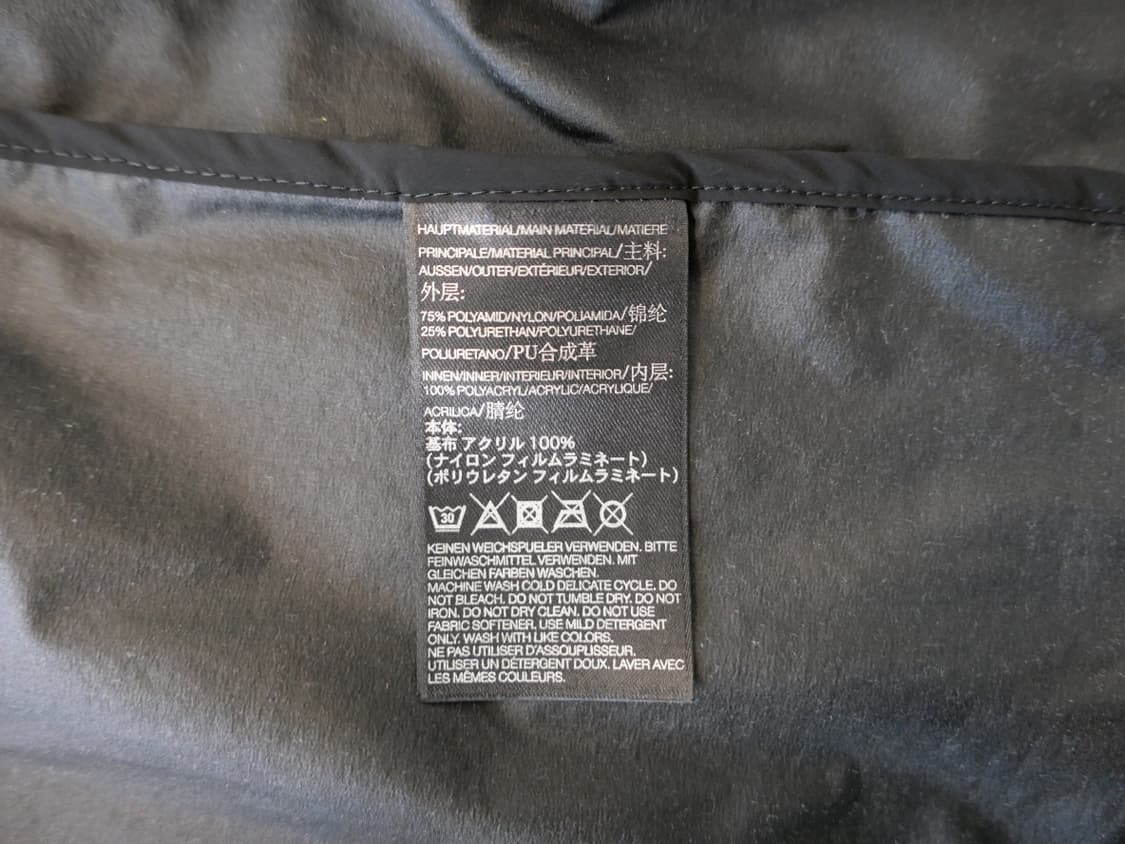 HAUPTMATERIAL/MAIN MATERIAL/MATIERE
PRINCIPALE/MATERIAL PRINCIPAL/主料:
AUSSEN/OUTER/EXTÉRIEUR/EXTERIOR/
外层:
75% POLYAMID/NYLON/POLIAMIDA/锦纶
25% POLYURETHAN/POLYURETHANE/
POLIURETANO/PU合成革
INNEN/INNER/INTERIEUR/INTERIOR/内层:
100% POLYACRYL/ACRYLIC/ACRYLIQUE/
ACRILICA/腈纶
本体:
基布 アクリル 100%
(ナイロン フィルムラミネート)
(ポリウレタン フィルムラミネート)
30
KEINEN WEICHSPUELER VERWENDEN. BITTE
FEINWASCHMITTEL VERWENDEN. MIT
GLEICHEN FARBEN WASCHEN.
MACHINE WASH COLD DELICATE CYCLE. DO
NOT BLEACH. DO NOT TUMBLE DRY. DO NOT
IRON. DO NOT DRY CLEAN. DO NOT USE
FABRIC SOFTENER. USE MILD DETERGENT
ONLY. WASH WITH LIKE COLORS.
NE PAS UTILISER D'ASSOUPLISSEUR.
UTILISER UN DÉTERGENT DOUX. LAVER AVEC
LES MÊMES COULEURS.